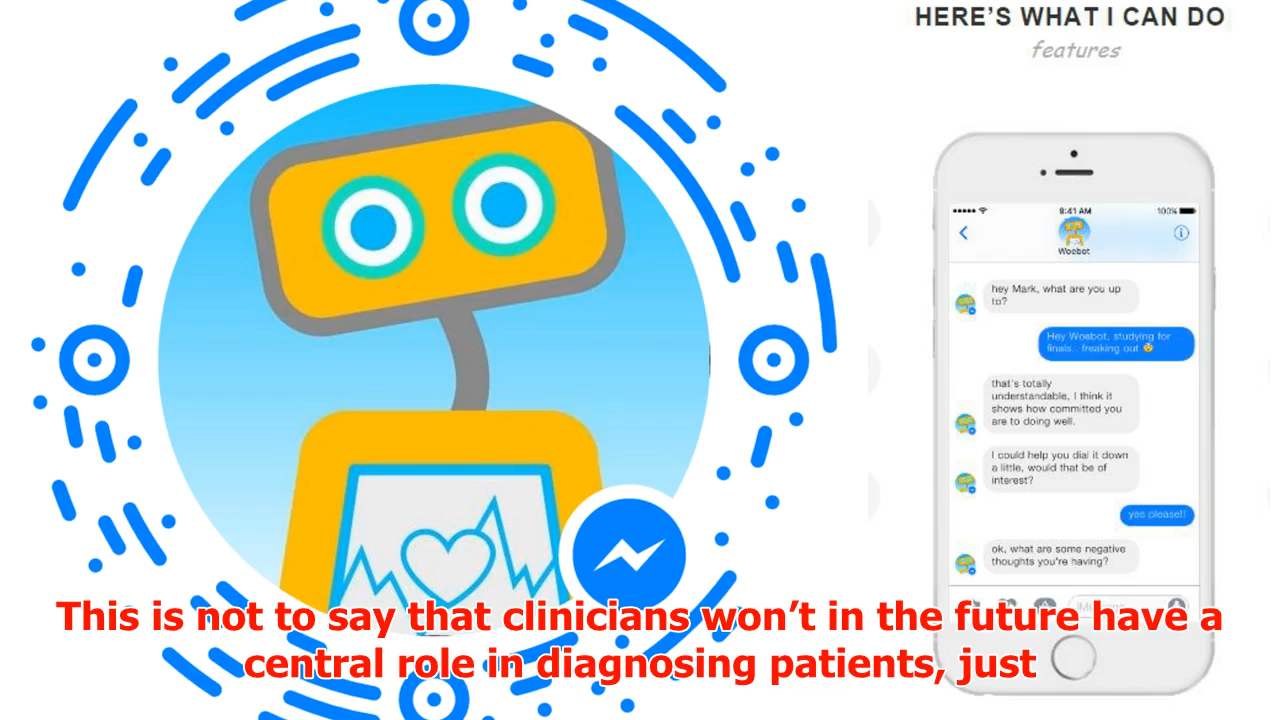 HERE'S WHAT I CAN DO
features
9:41 AM
100%
Woebot
hey Mark, what are you up
to?
Hey Woebot, studying for
finals.. freaking out
that's totally
understandable, I think it
shows how committed you
are to doing well.
I could help you dial it down
a little, would that be of
interest?
yes please!!
ok, what are some negative
thoughts you're having?
iMessage
This is not to say that clinicians won't in the future have a
central role in diagnosing patients, just